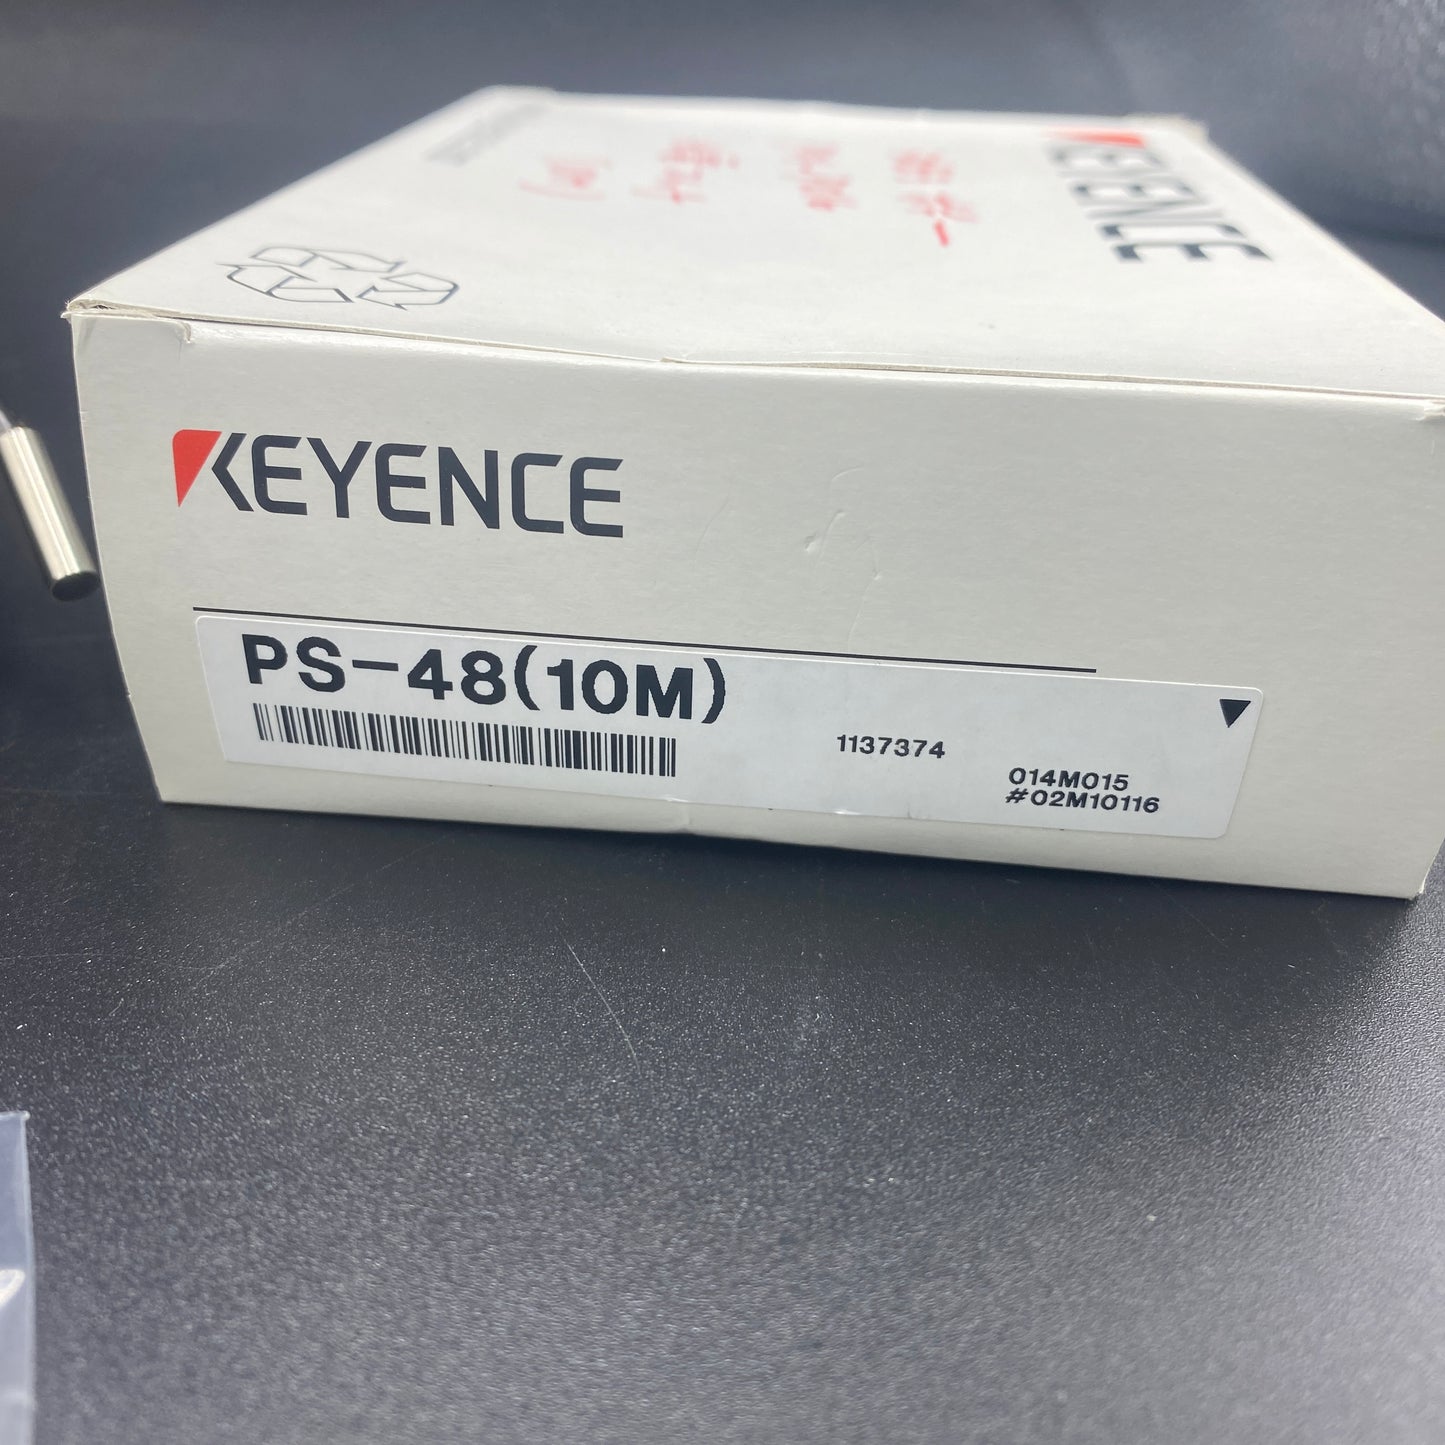 KEYENCE
KEYENCE
PS-48(10M)
1137374
014M015
#02M10116